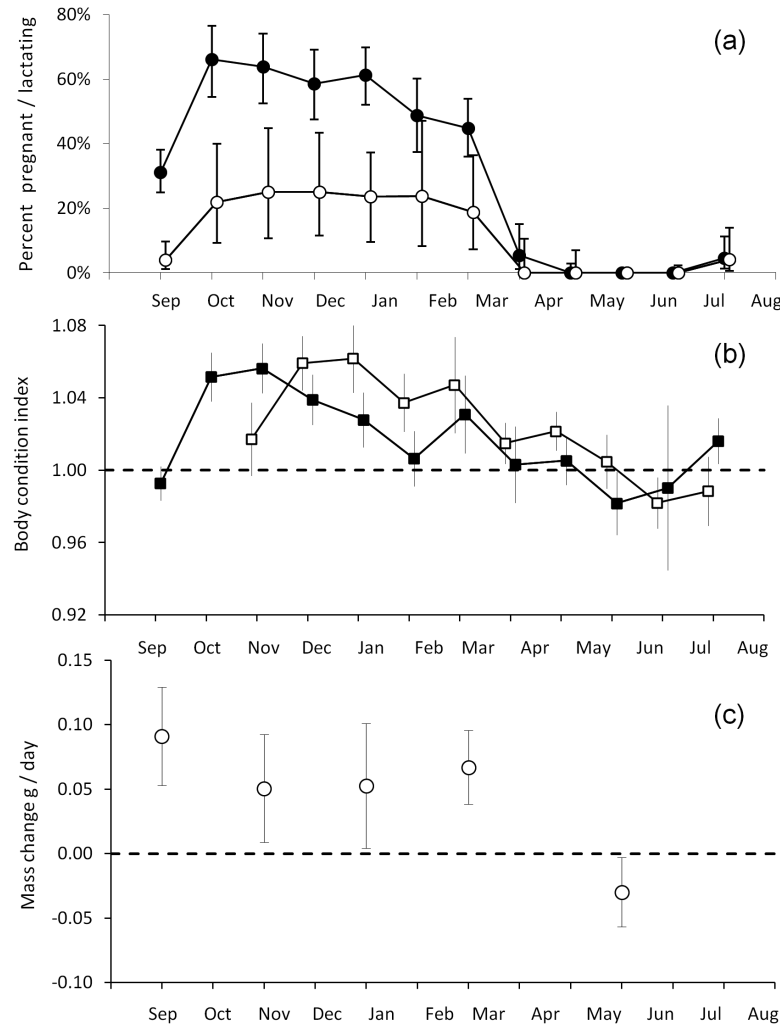 80%
(a)
60%
40%
20%
0%
Percent pregnant / lactating
Sep Oct Nov Dec Jan Feb Mar Apr May Jun Jul Aug
1.08
(b)
1.04
1.00
0.96
0.92
Body condition index
Sep Oct Nov Dec Jan Feb Mar Apr May Jun Jul Aug
0.15
(c)
0.10
0.05
0.00
-0.05
-0.10
Mass change g / day
Sep Oct Nov Dec Jan Feb Mar Apr May Jun Jul Aug